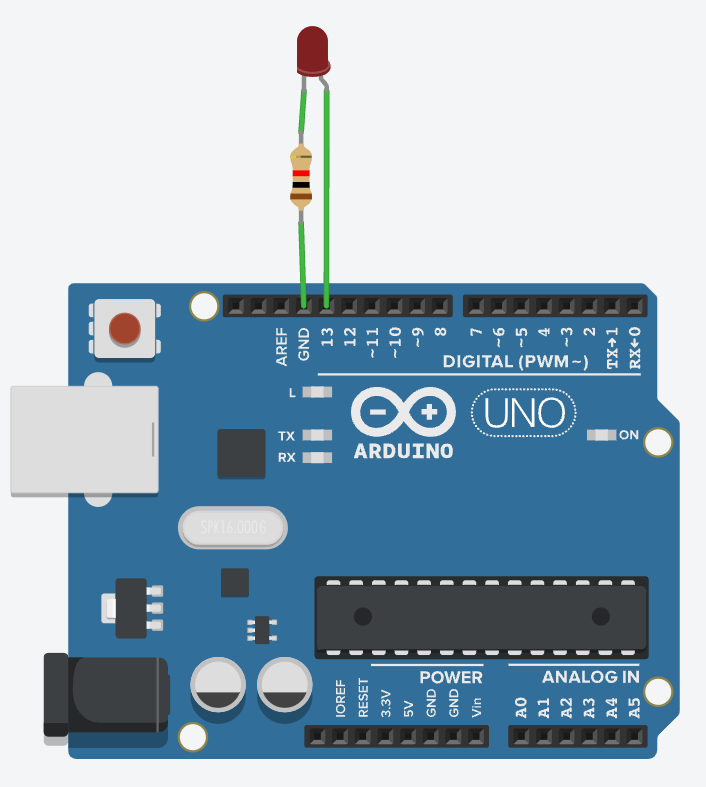 AREF
GND
13
12
~11
~10
~9
8
7
~6
~5
4
~3
2
TX→1
RX←0
DIGITAL (PWM~)
L
TX
RX
ARDUINO
UNO
ON
SPK16.000G
POWER
ANALOG IN
IOREF
RESET
3.3V
5V
GND
GND
Vin
A0
A1
A2
A3
A4
A5